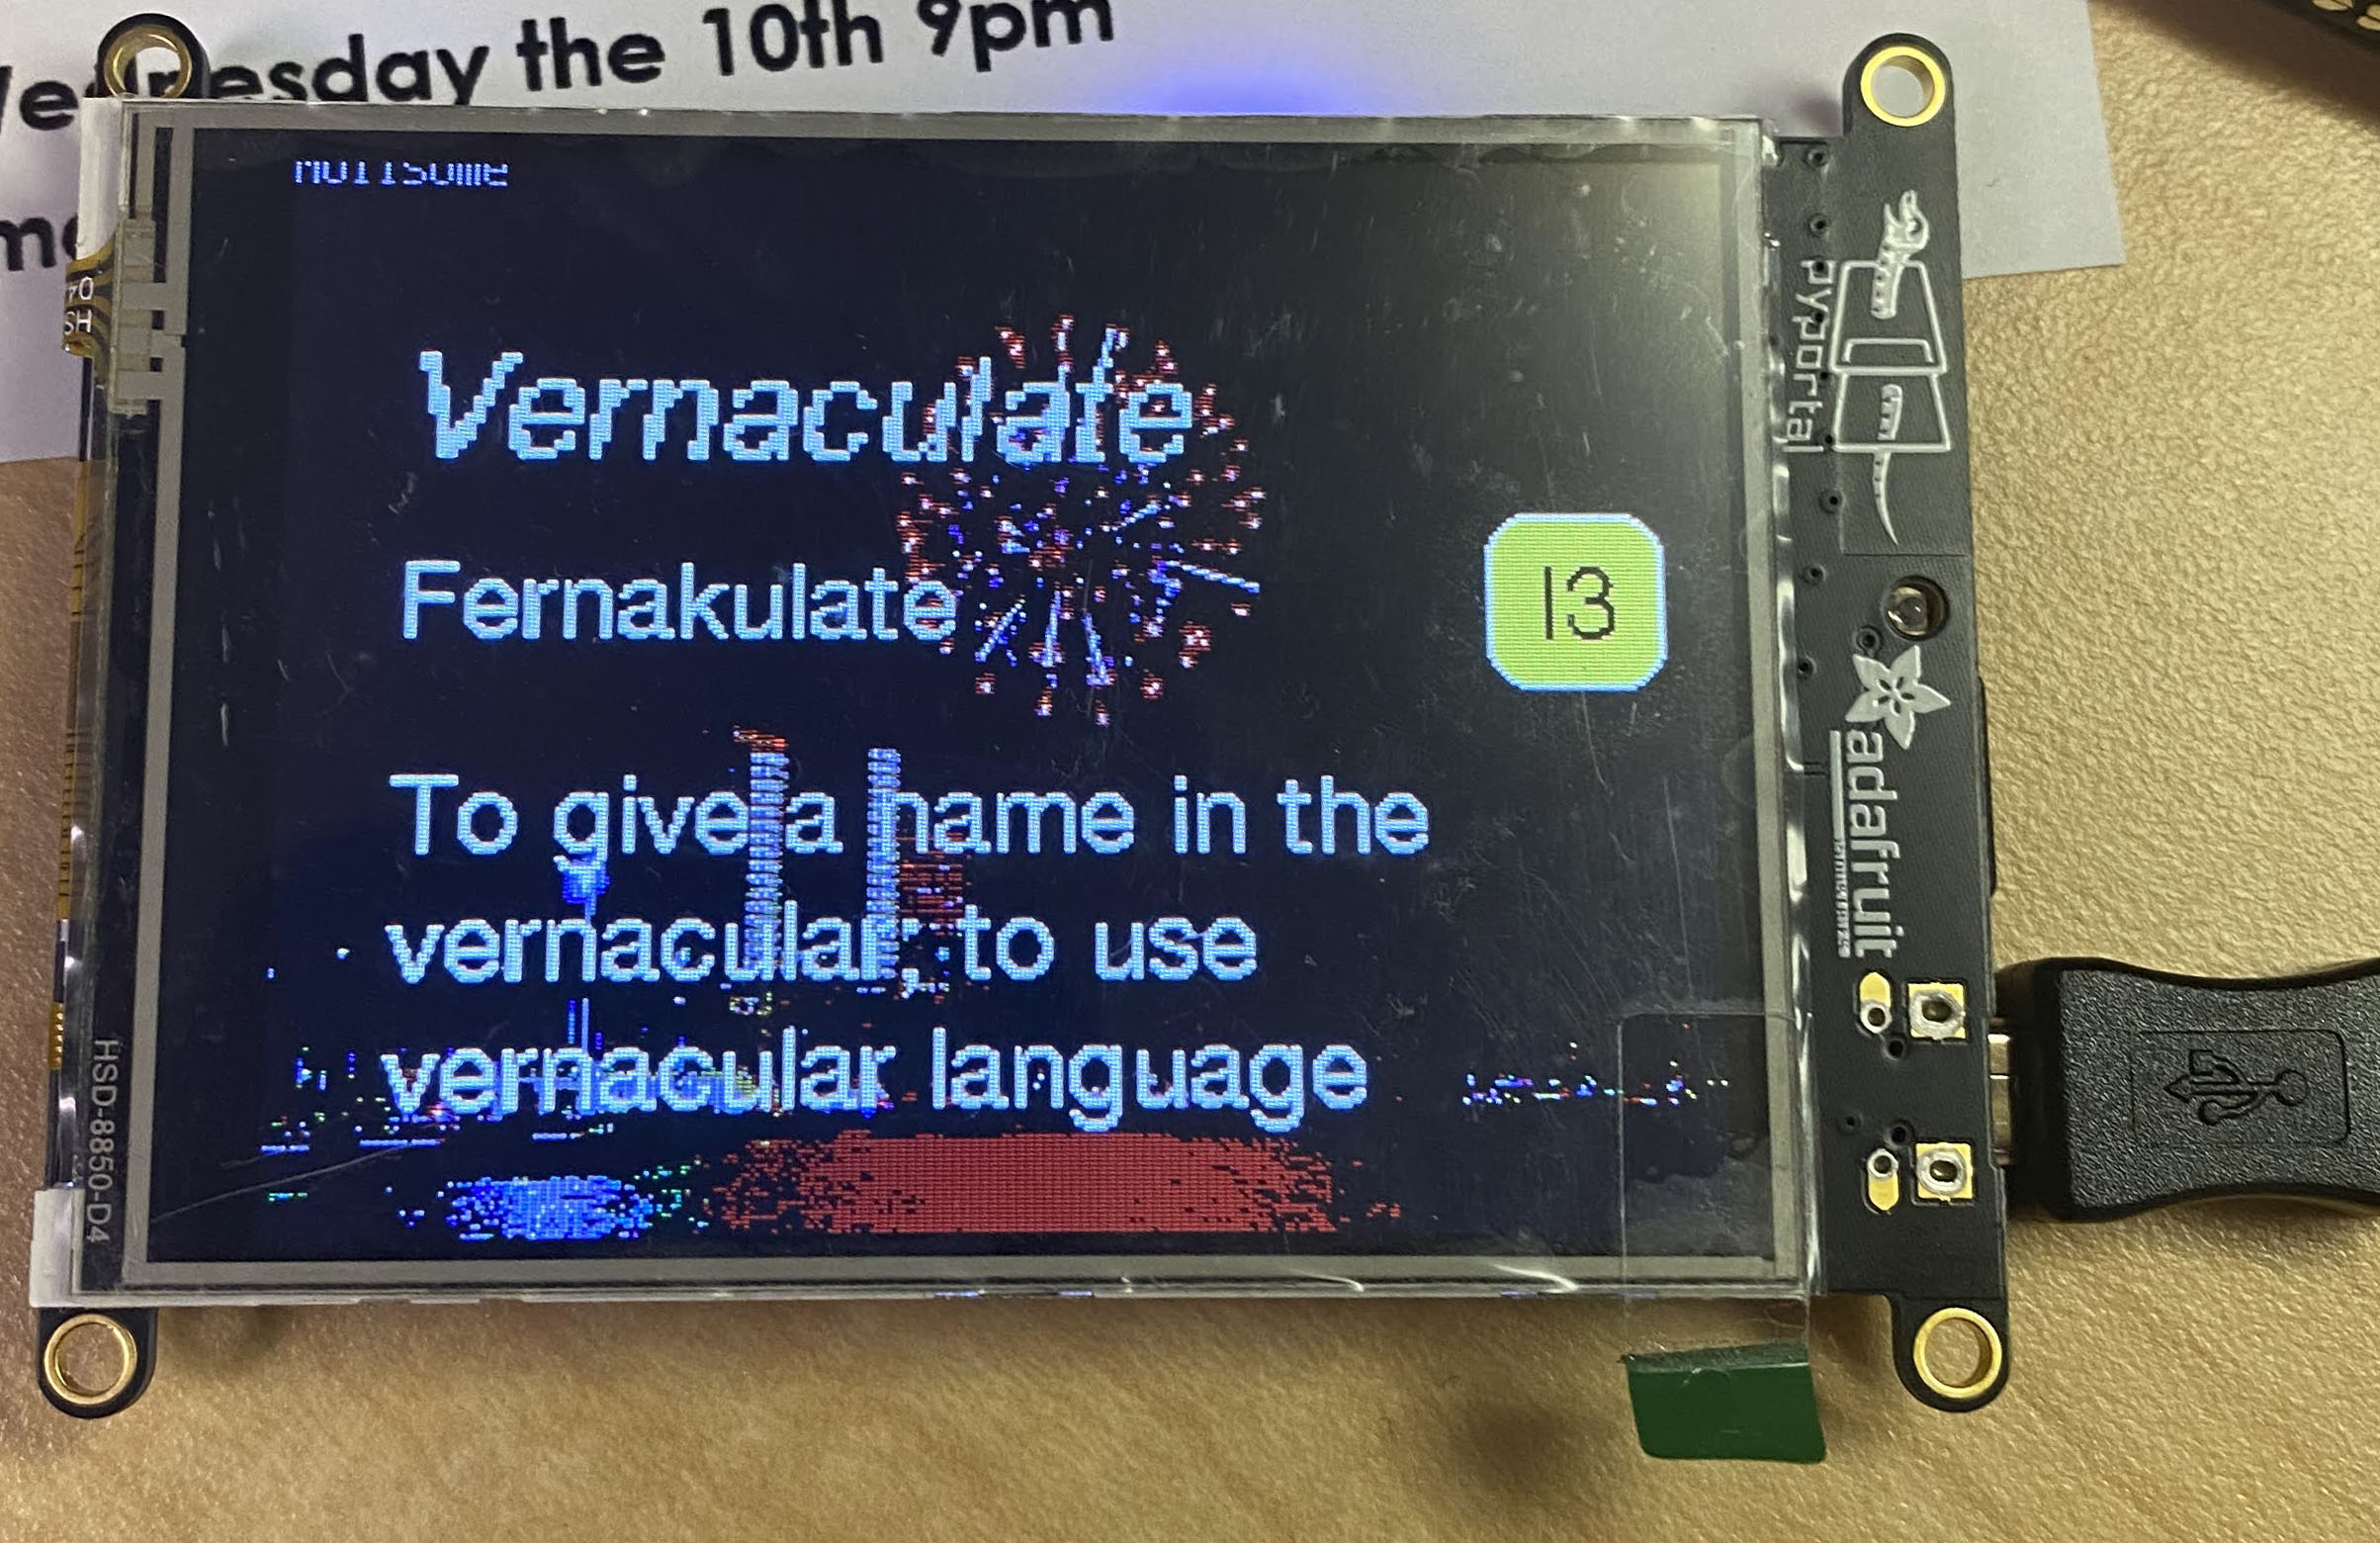 Wednesday the 10th 9pm
Vernaculate
Fernakulate
13
To give a name in the
vernacular; to use
vernacular language
Pyportal
adafruit
HSD-8850-D4